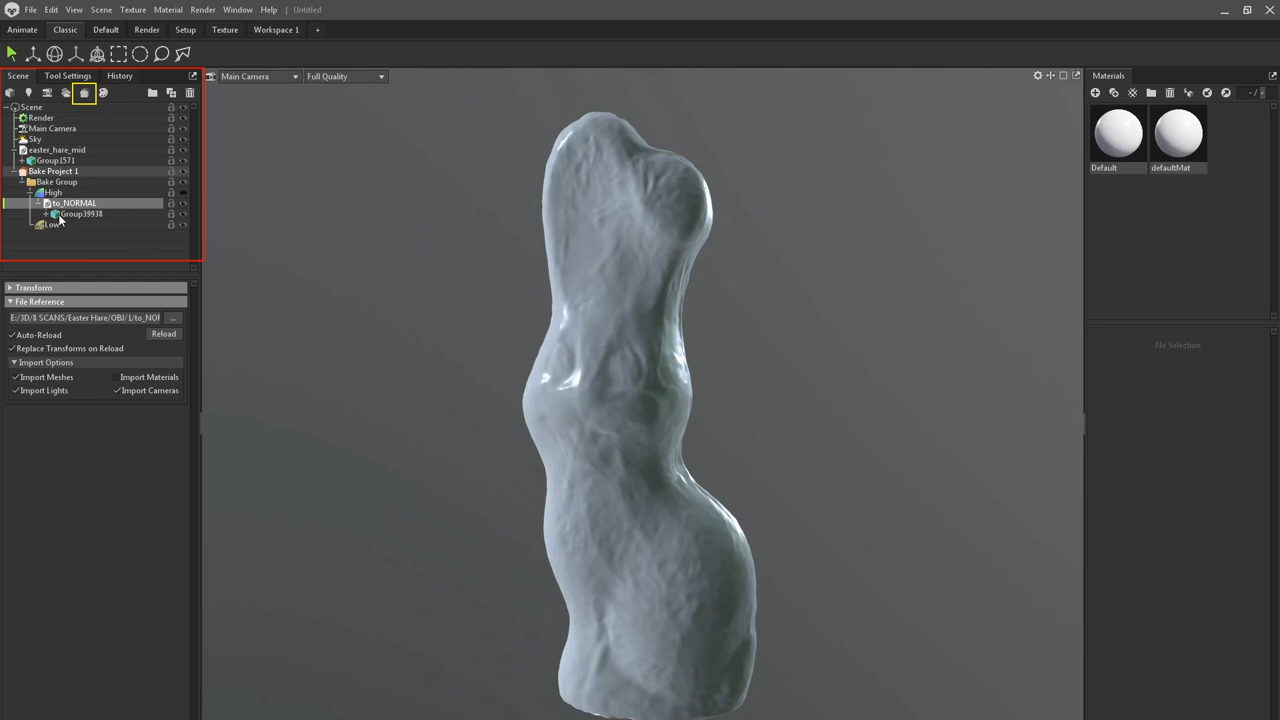 File Edit View Scene Texture Material Render Window Help Untitled
Animate Classic Default Render Setup Texture Workspace 1 +
Scene Tool Settings History
Main Camera Full Quality
Materials
- /
Scene
Render
Main Camera
Sky
easter_hare_mid
Group1571
Bake Project 1
Bake Group
High
to_NORMAL
Group39938
Low
Default defaultMat
Transform
File Reference
E:/3D/8 SCANS/Easter Hare/OBJ/1/to_NOR ...
Auto-Reload Reload
Replace Transforms on Reload
Import Options
Import Meshes Import Materials
Import Lights Import Cameras
No Selection